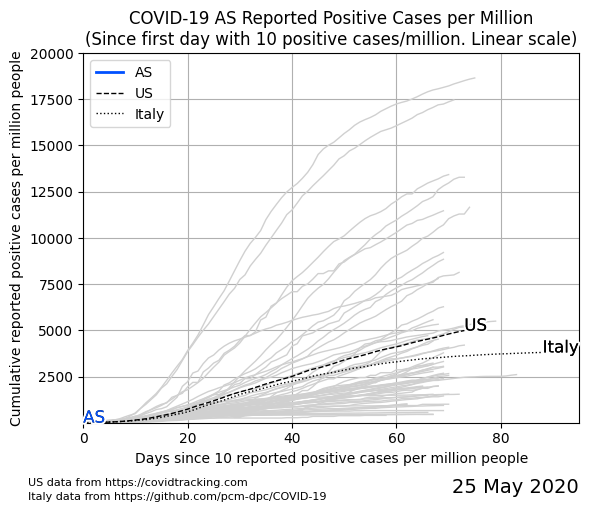 COVID-19 AS Reported Positive Cases per Million
(Since first day with 10 positive cases/million. Linear scale)
Cumulative reported positive cases per million people
20000
17500
15000
12500
10000
7500
5000
2500
AS
US
Italy
US
Italy
AS
0
20
40
60
80
Days since 10 reported positive cases per million people
US data from https://covidtracking.com
Italy data from https://github.com/pcm-dpc/COVID-19
25 May 2020